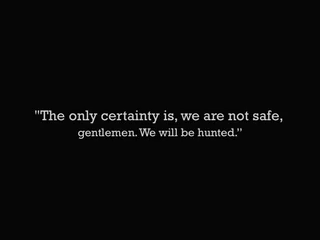 "The only certainty is, we are not safe,
gentlemen. We will be hunted."